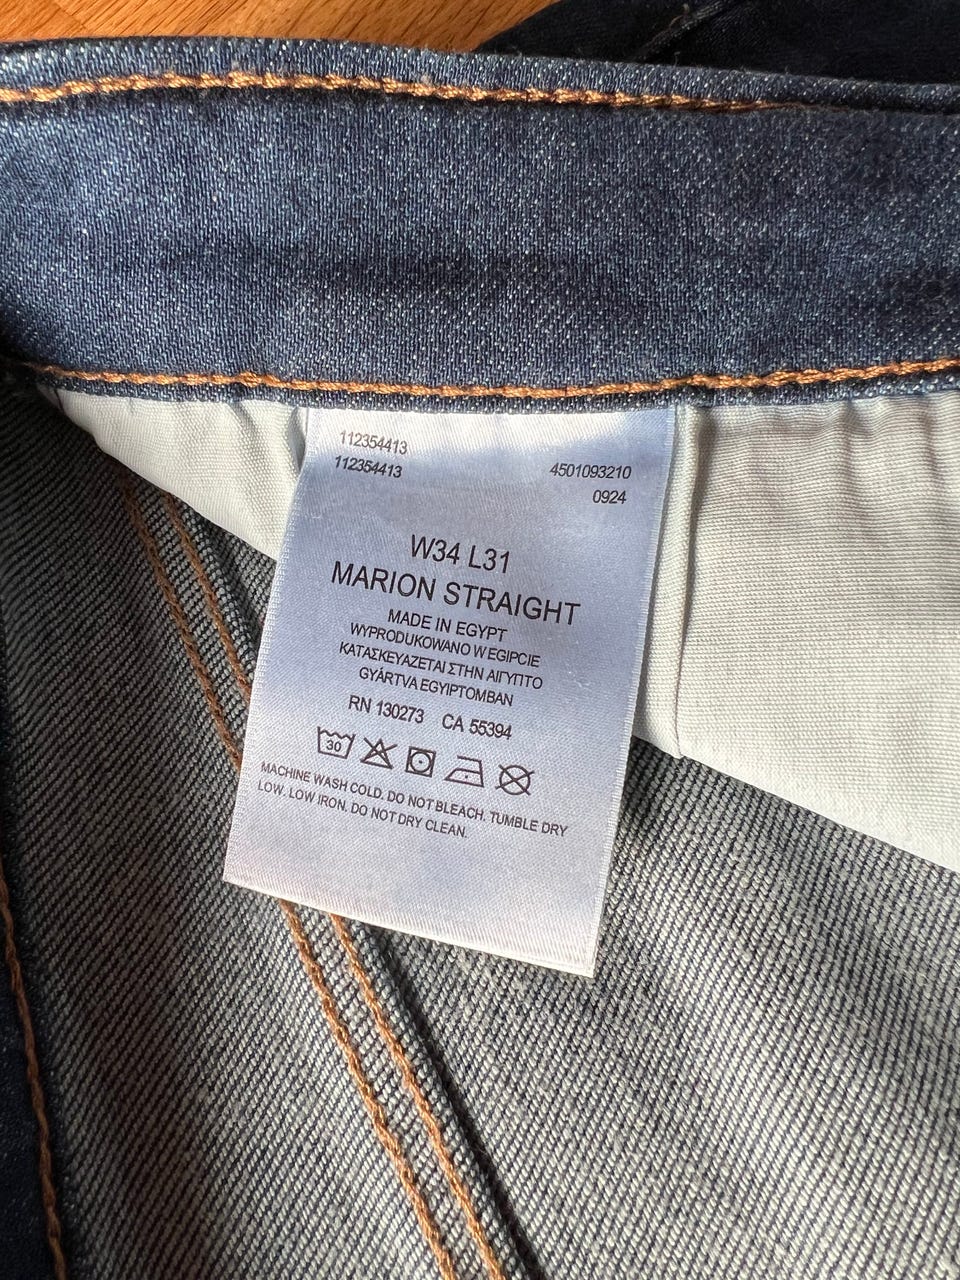 112354413
112354413 4501093210
0924
W34 L31
MARION STRAIGHT
MADE IN EGYPT
WYPRODUKOWANO W EGIPCIE
ΚΑΤΑΣΚΕΥΑΖΕΤΑΙ ΣΤΗΝ ΑΙΓΥΠΤΟ
GYÁRTVA EGYIPTOMBAN
RN 130273 CA 55394
30
MACHINE WASH COLD. DO NOT BLEACH. TUMBLE DRY
LOW. LOW IRON. DO NOT DRY CLEAN.